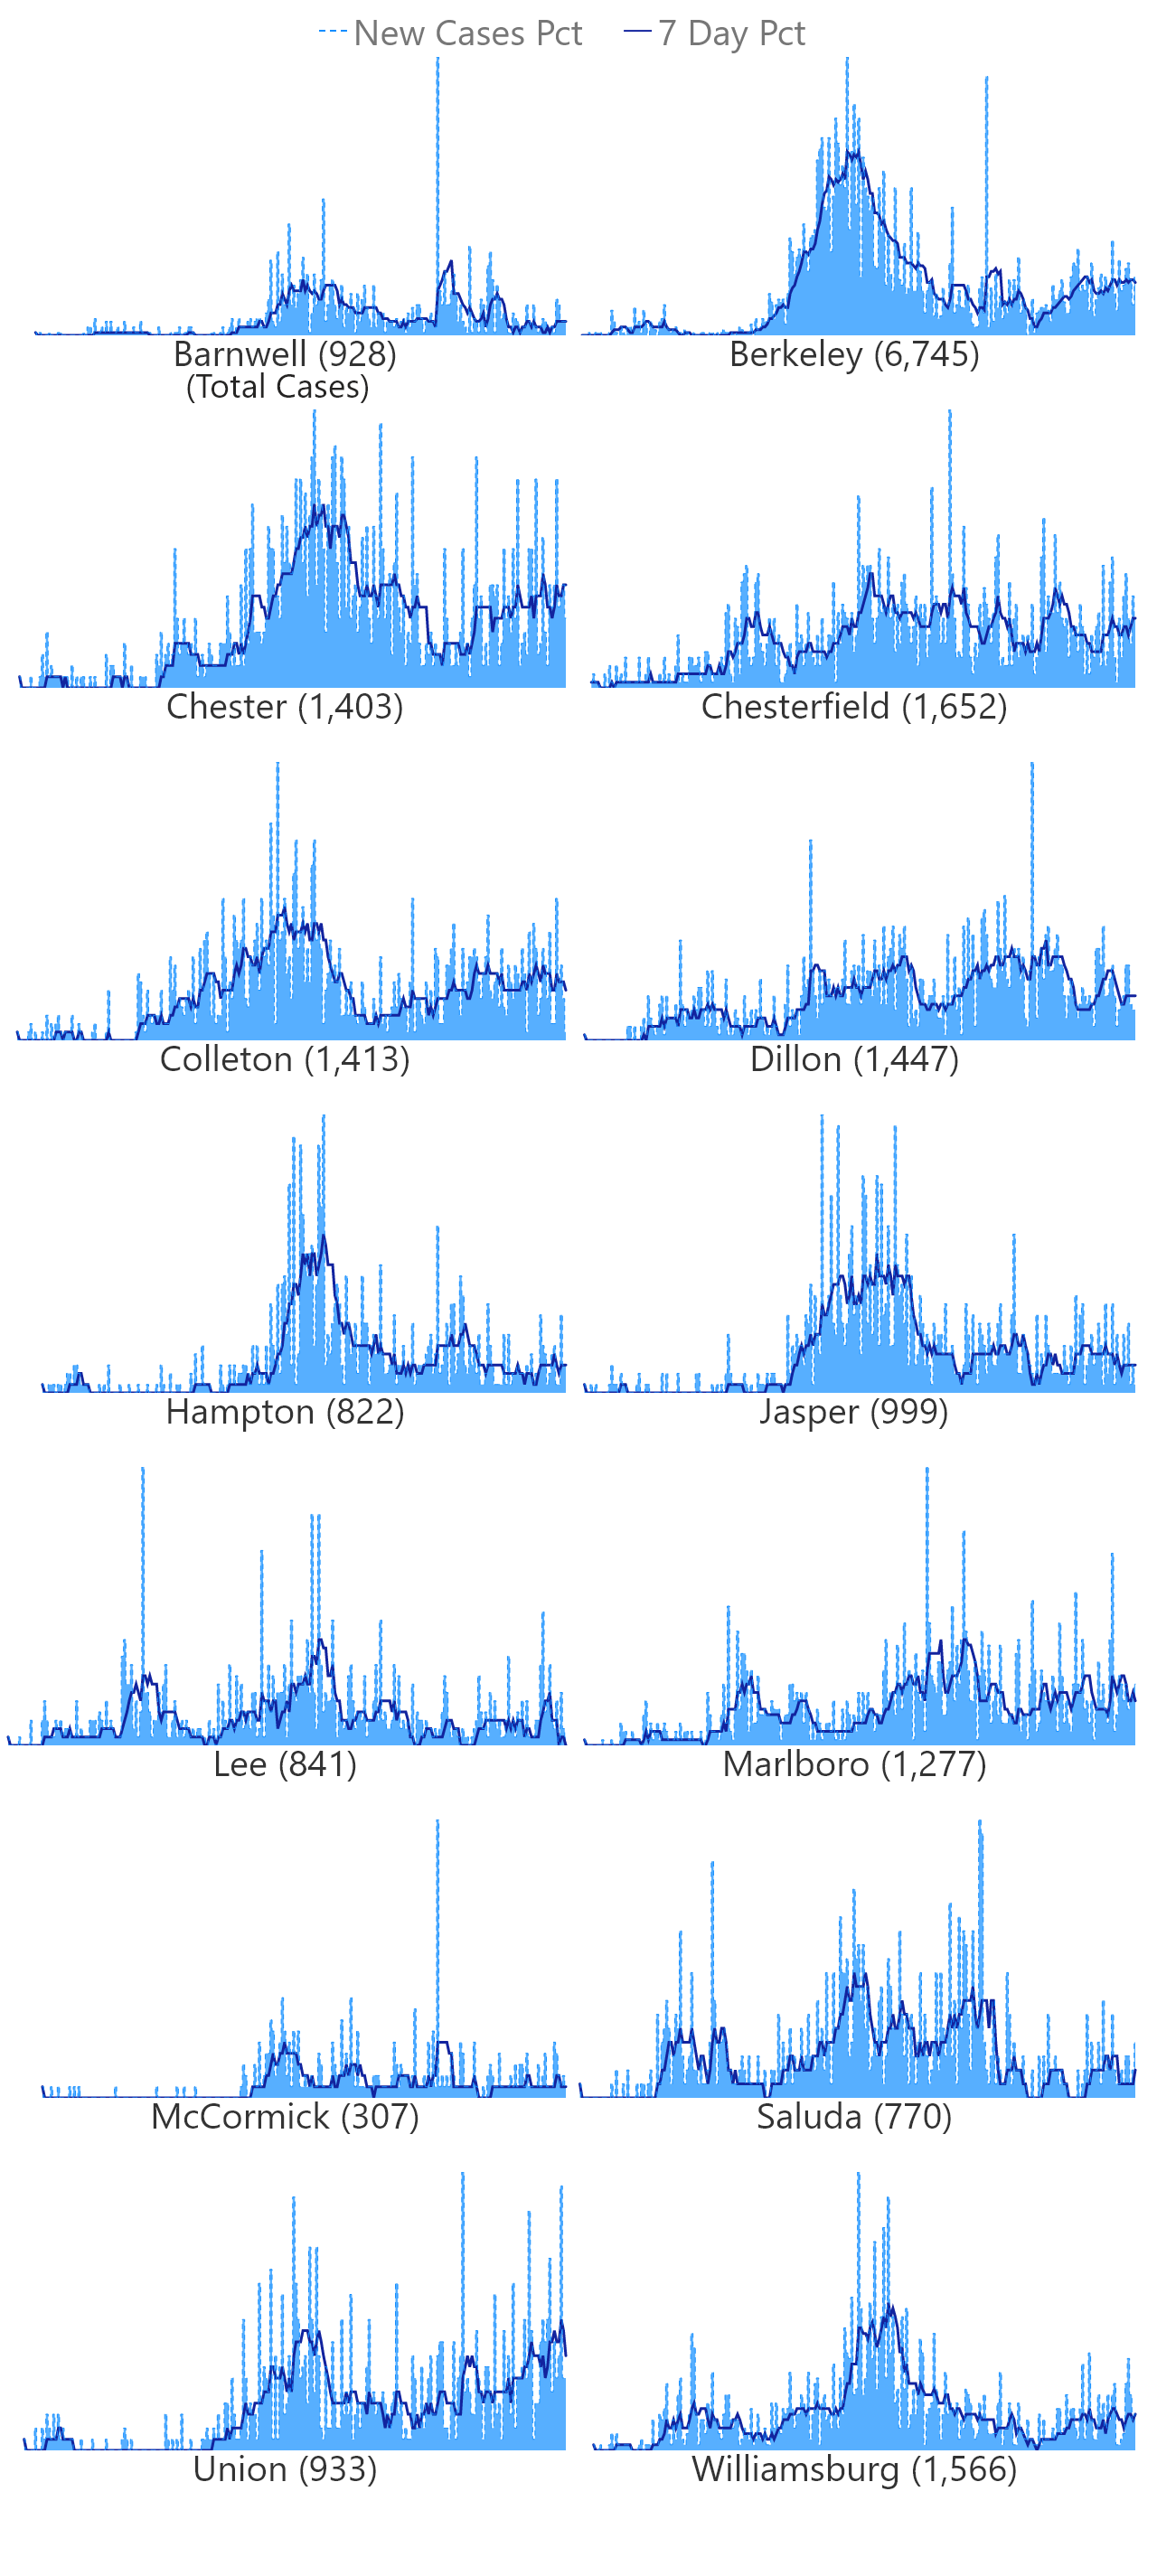 New Cases Pct 7 Day Pct
Barnwell (928) Berkeley (6,745)
(Total Cases)
Chester (1,403) Chesterfield (1,652)
Colleton (1,413) Dillon (1,447)
Hampton (822) Jasper (999)
Lee (841) Marlboro (1,277)
McCormick (307) Saluda (770)
Union (933) Williamsburg (1,566)